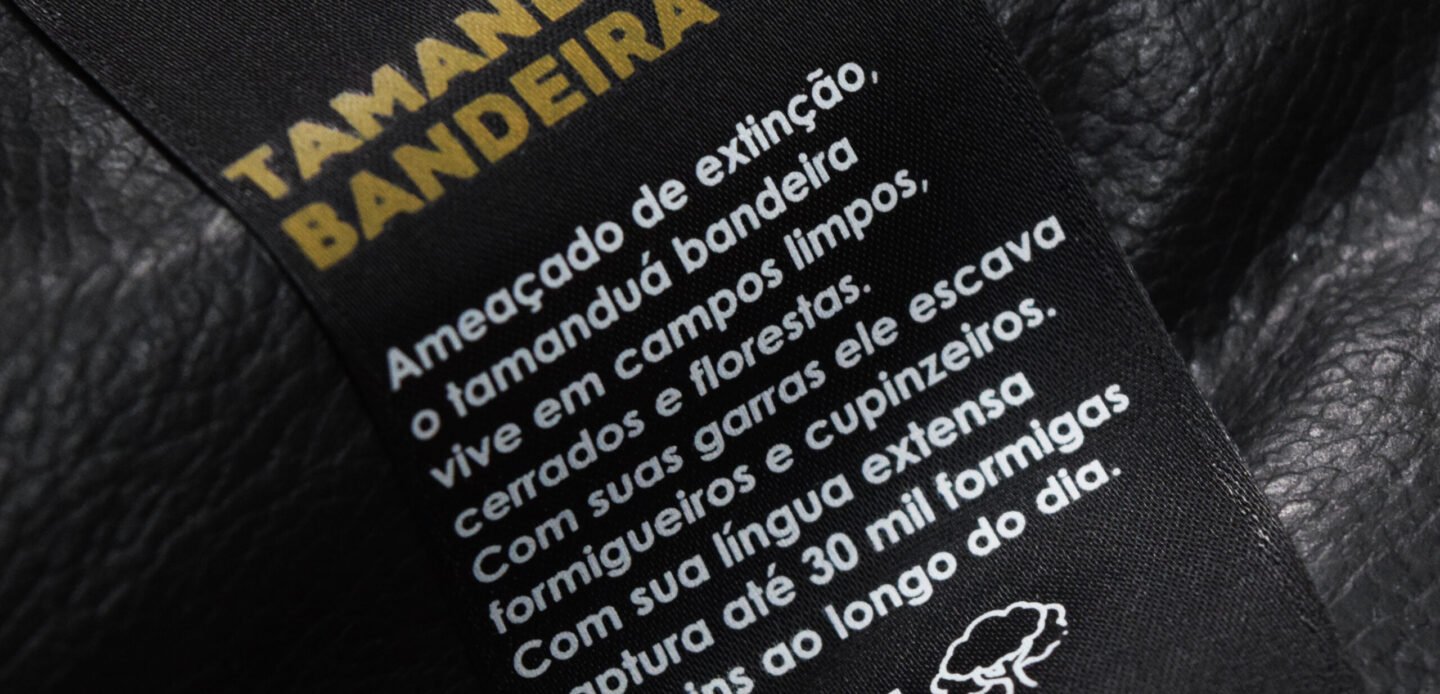 BANDEIRA
Ameaçado de extinção,
o tamanduá bandeira
vive em campos limpos,
cerrados e florestas.
Com suas garras ele escava
formigueiros e cupinzeiros.
Com sua língua extensa
até 30 mil formigas
ao longo do dia.